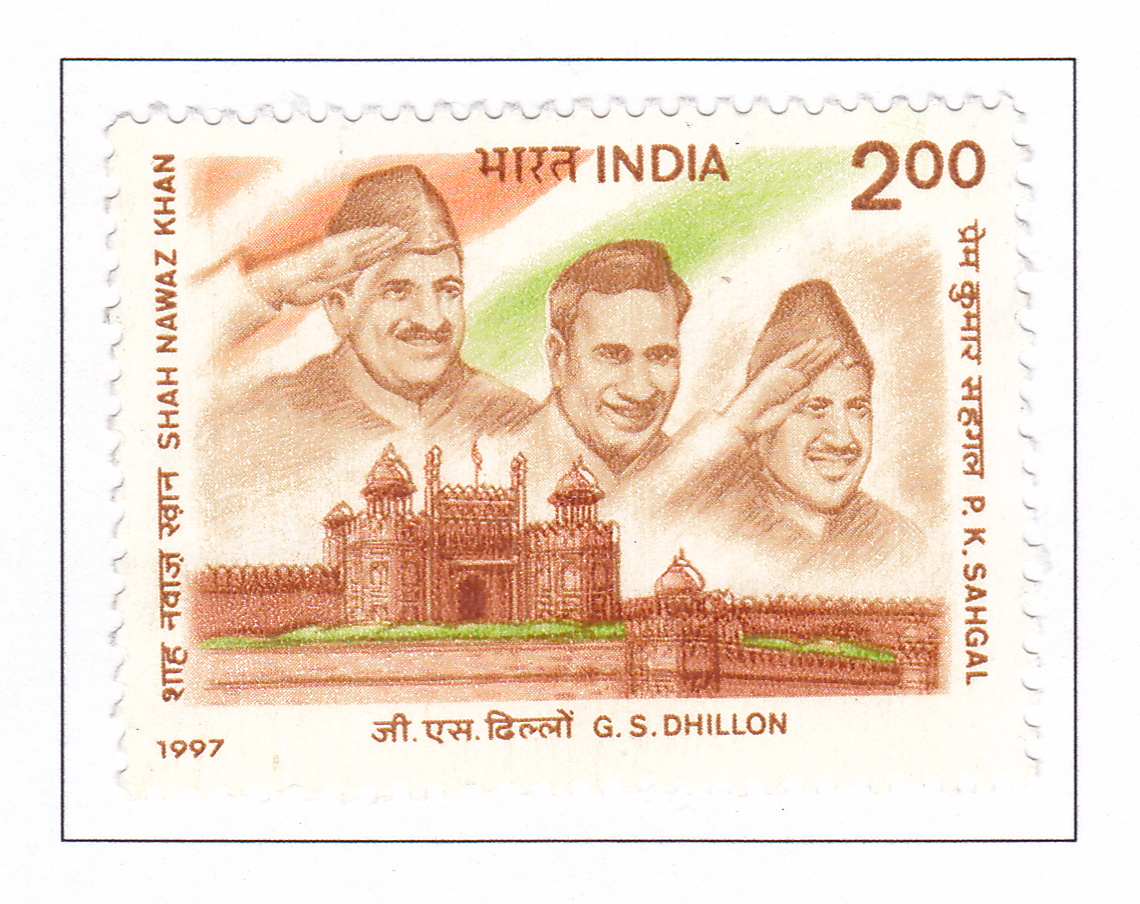 भारत INDIA
2.00
शाह नवाज़ ख़ान SHAH NAWAZ KHAN
प्रेम कुमार सहगल P. K. SAHGAL
जी. एस. ढिल्लों G. S. DHILLON
1997